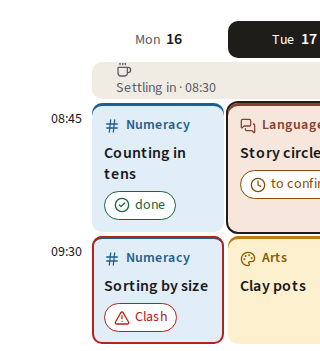 Mon 16 Tue 17
Settling in · 08:30
08:45
Numeracy
Counting in
tens
done
Language
Story circle
to confir
09:30
Numeracy
Sorting by size
Clash
Arts
Clay pots